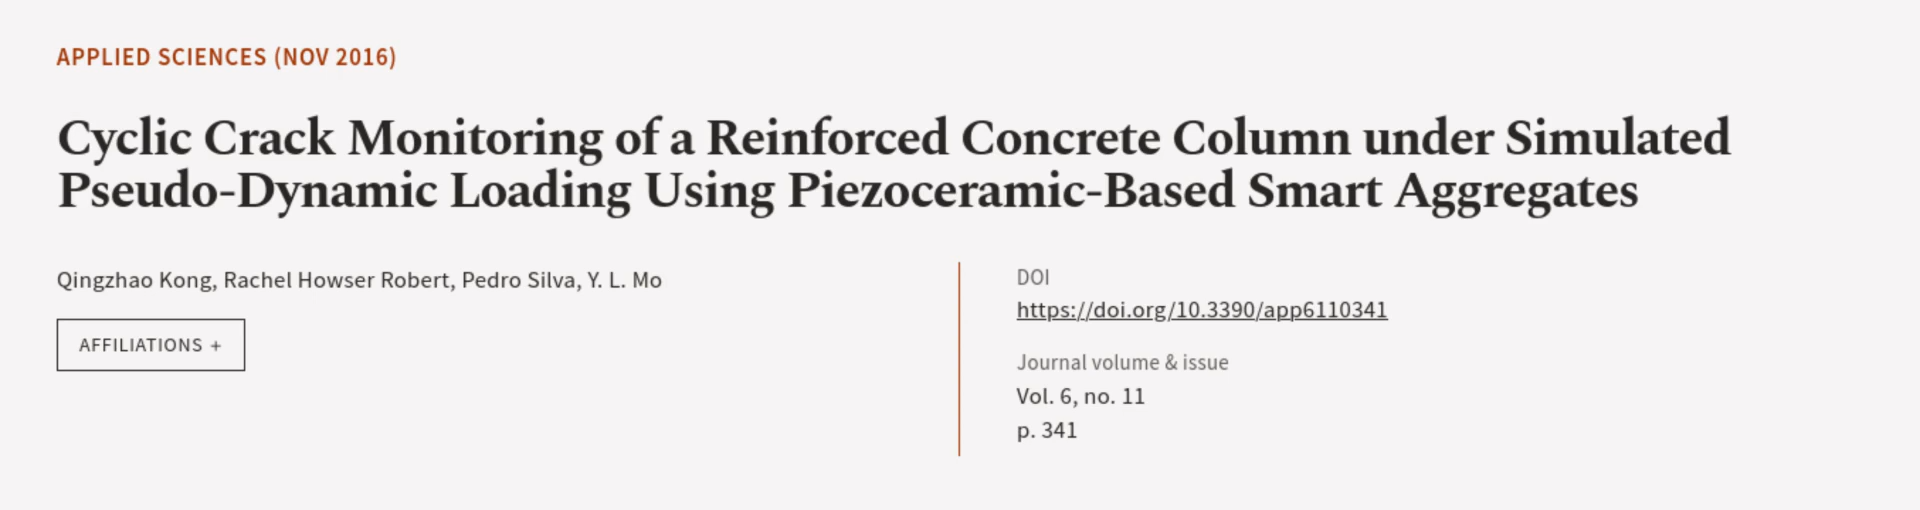 APPLIED SCIENCES (NOV 2016)
Cyclic Crack Monitoring of a Reinforced Concrete Column under Simulated
Pseudo-Dynamic Loading Using Piezoceramic-Based Smart Aggregates
Qingzhao Kong, Rachel Howser Robert, Pedro Silva, Y. L. Mo
AFFILIATIONS +
DOI
https://doi.org/10.3390/app6110341
Journal volume & issue
Vol. 6, no. 11
p. 341